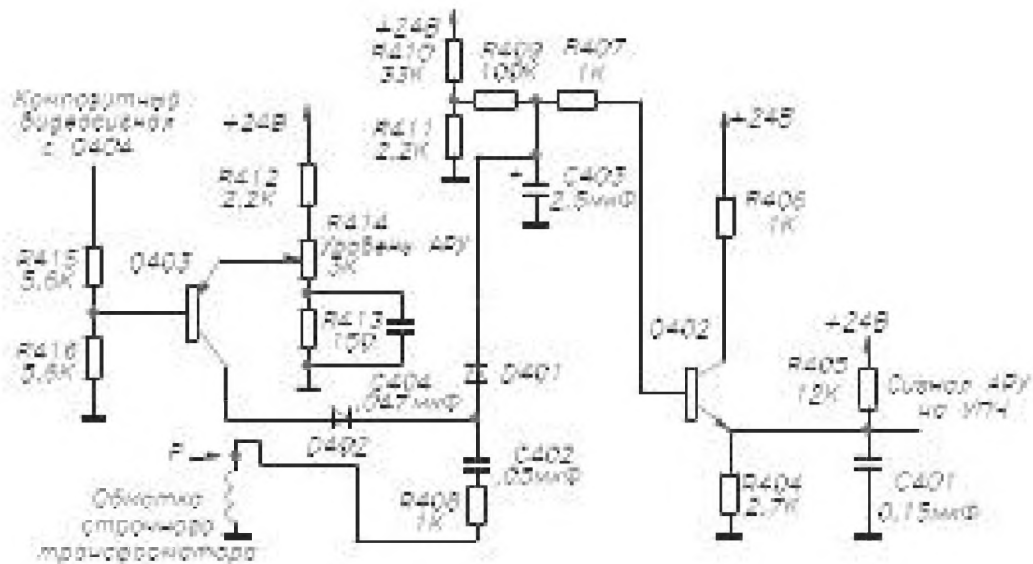 Композитный
видеосигнал
с Q404
+24В
R410
33К
R409
100К
R407
1К
R411
2,2К
C403
2,5мкФ
+24В
R412
2,2К
R414
Уровень АРУ
5К
R415
5,6К
Q403
R416
5,6К
R413
150
C404
.047мкФ
D401
D402
C402
.05мкФ
R408
1К
P
Обмотка
строчного
трансформатора
+24В
R406
1К
Q402
+24В
R405
12К
Сигнал АРУ
на УПЧ
R404
2,7К
C401
0,15мкФ